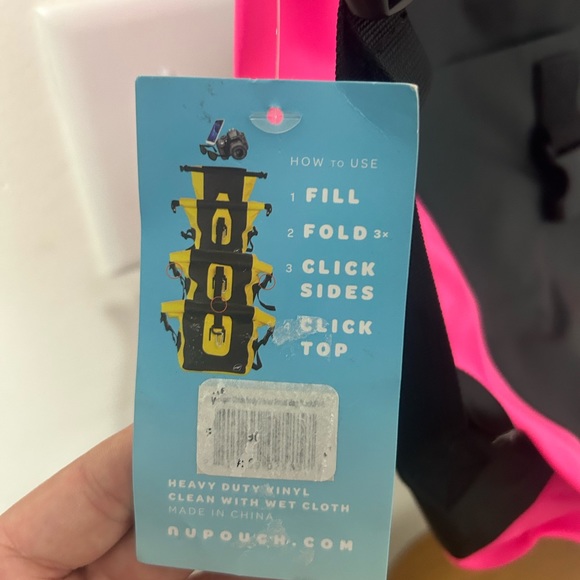 HOW TO USE
1 FILL
2 FOLD 3×
3 CLICK
SIDES
CLICK
TOP
HEAVY DUTY VINYL
CLEAN WITH WET CLOTH
MADE IN CHINA
NUPOUCH.COM